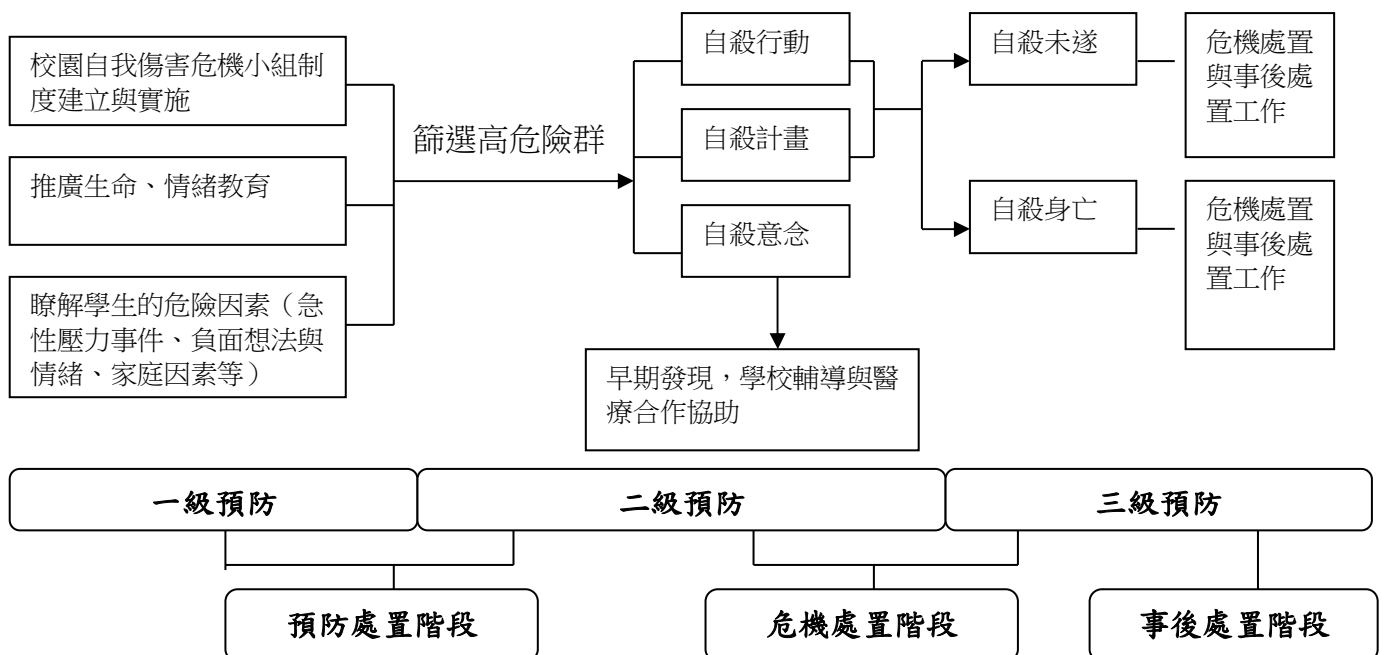 校園自我傷害危機小組制
度建立與實施
推廣生命、情緒教育
瞭解學生的危險因素（急
性壓力事件、負面想法與
情緒、家庭因素等）
篩選高危險群
自殺行動
自殺計畫
自殺意念
早期發現，學校輔導與醫
療合作協助
自殺未遂
危機處置
與事後處
置工作
自殺身亡
危機處置
與事後處
置工作
一級預防
二級預防
三級預防
預防處置階段
危機處置階段
事後處置階段